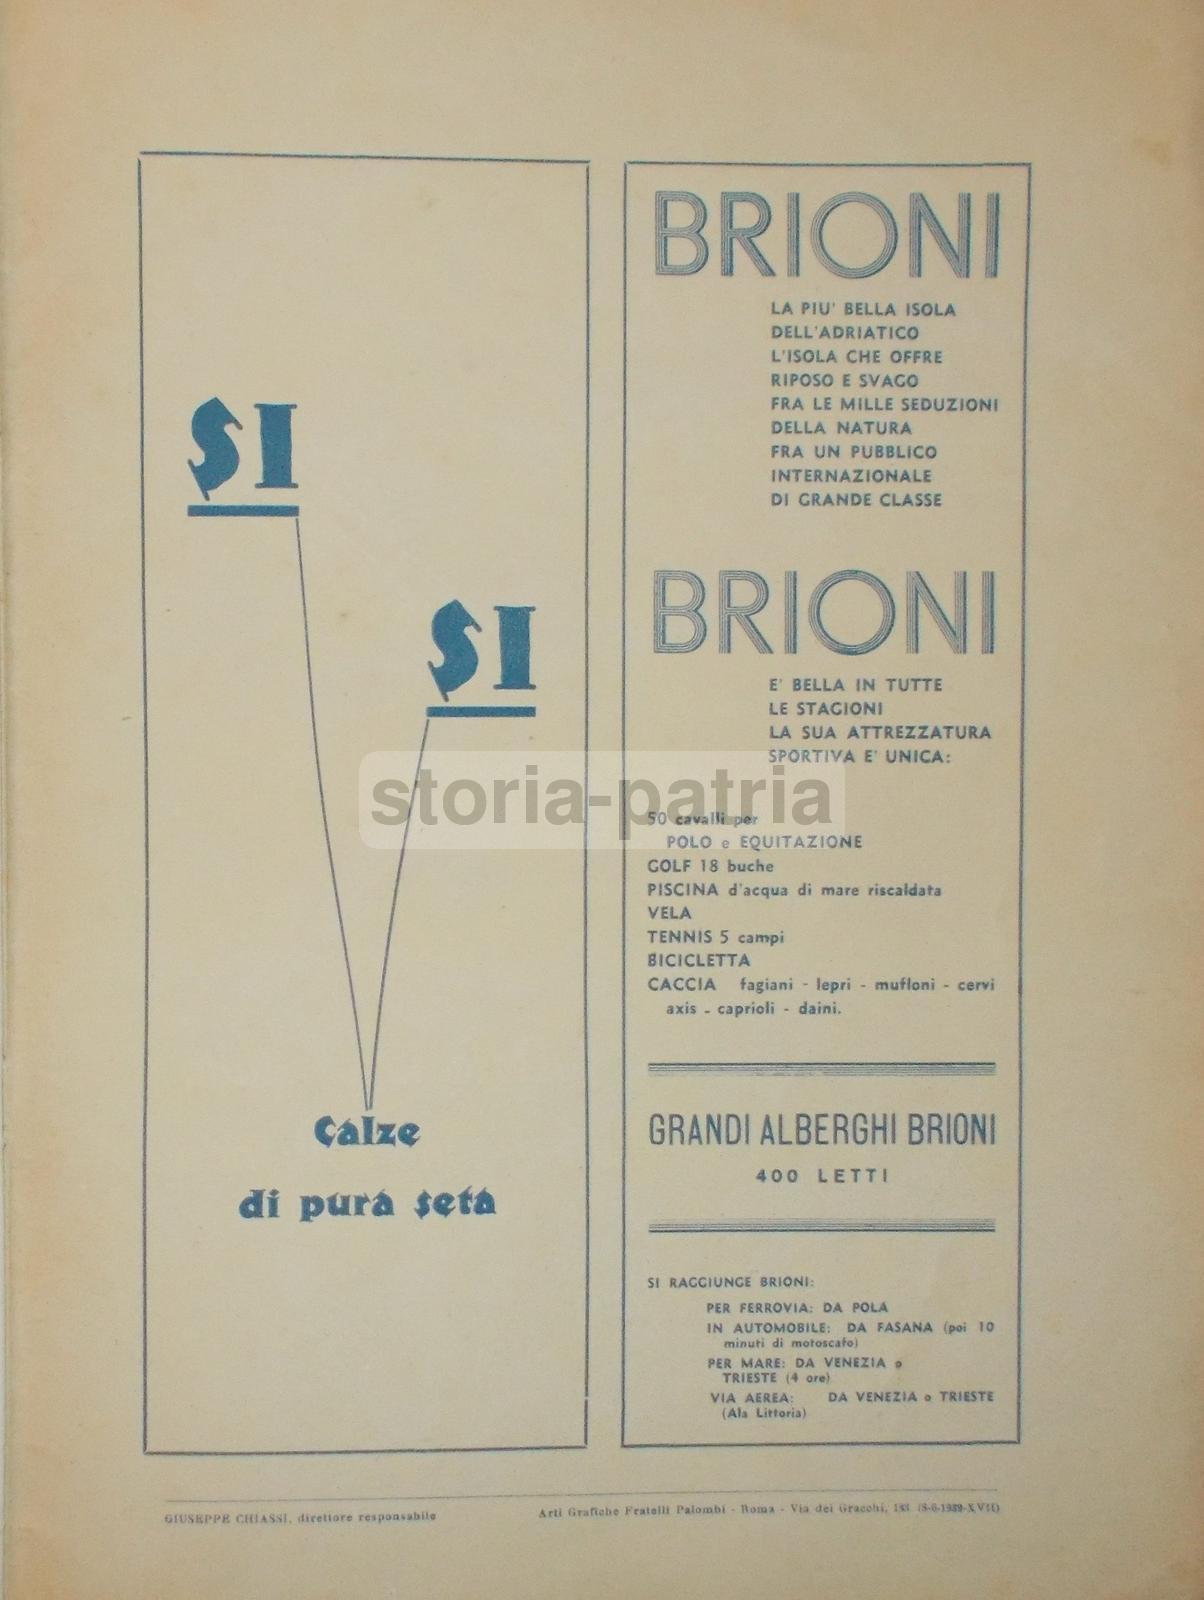 SI
SI
Calze
di pura seta
BRIONI
LA PIU' BELLA ISOLA
DELL'ADRIATICO
L'ISOLA CHE OFFRE
RIPOSO E SVAGO
FRA LE MILLE SEDUZIONI
DELLA NATURA
FRA UN PUBBLICO
INTERNAZIONALE
DI GRANDE CLASSE
BRIONI
E' BELLA IN TUTTE
LE STAGIONI
LA SUA ATTREZZATURA
SPORTIVA E' UNICA:
storia-patria
50 cavalli per
POLO e EQUITAZIONE
GOLF 18 buche
PISCINA d'acqua di mare riscaldata
VELA
TENNIS 5 campi
BICICLETTA
CACCIA fagiani - lepri - mufloni - cervi
axis - caprioli - daini.
GRANDI ALBERGHI BRIONI
400 LETTI
SI RAGGIUNGE BRIONI:
PER FERROVIA: DA POLA
IN AUTOMOBILE: DA FASANA (poi 10
minuti di motoscafo)
PER MARE: DA VENEZIA o
TRIESTE (4 ore)
VIA AEREA: DA VENEZIA o TRIESTE
(Ala Littoria)
GIUSEPPE CHIASSI, direttore responsabile
Arti Grafiche Fratelli Palombi - Roma - Via dei Gracchi, 183 (8-6-1939-XVII)